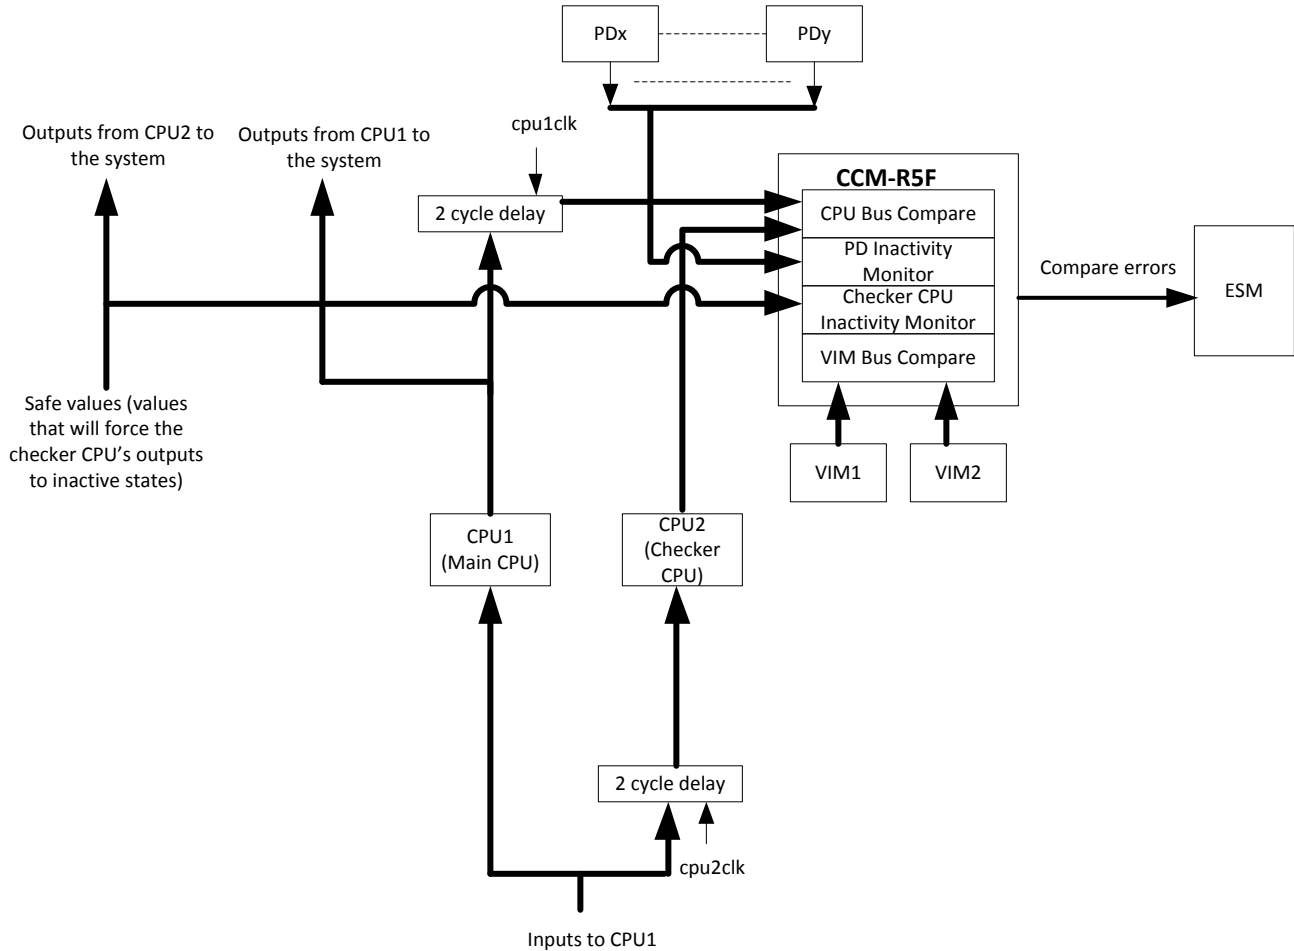 PDx
PDy
Outputs from CPU2 to
the system
Outputs from CPU1 to
the system
cpu1clk
2 cycle delay
CCM-R5F
CPU Bus Compare
PD Inactivity
Monitor
Checker CPU
Inactivity Monitor
VIM Bus Compare
Compare errors
ESM
Safe values (values
that will force the
checker CPU's outputs
to inactive states)
VIM1
VIM2
CPU1
(Main CPU)
CPU2
(Checker
CPU)
2 cycle delay
cpu2clk
Inputs to CPU1